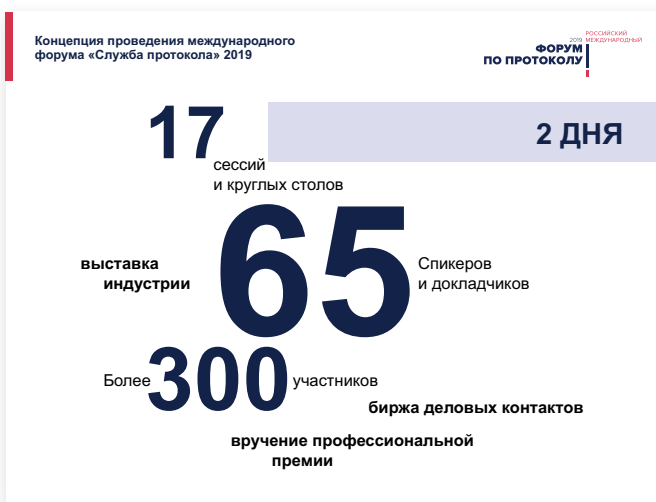 Концепция проведения международного
форума «Служба протокола» 2019
РОССИЙСКИЙ
2019 МЕЖДУНАРОДНЫЙ
ФОРУМ
ПО ПРОТОКОЛУ
2 ДНЯ
17
сессий
и круглых столов
65
Спикеров
и докладчиков
выставка
индустрии
Более 300 участников
биржа деловых контактов
вручение профессиональной
премии